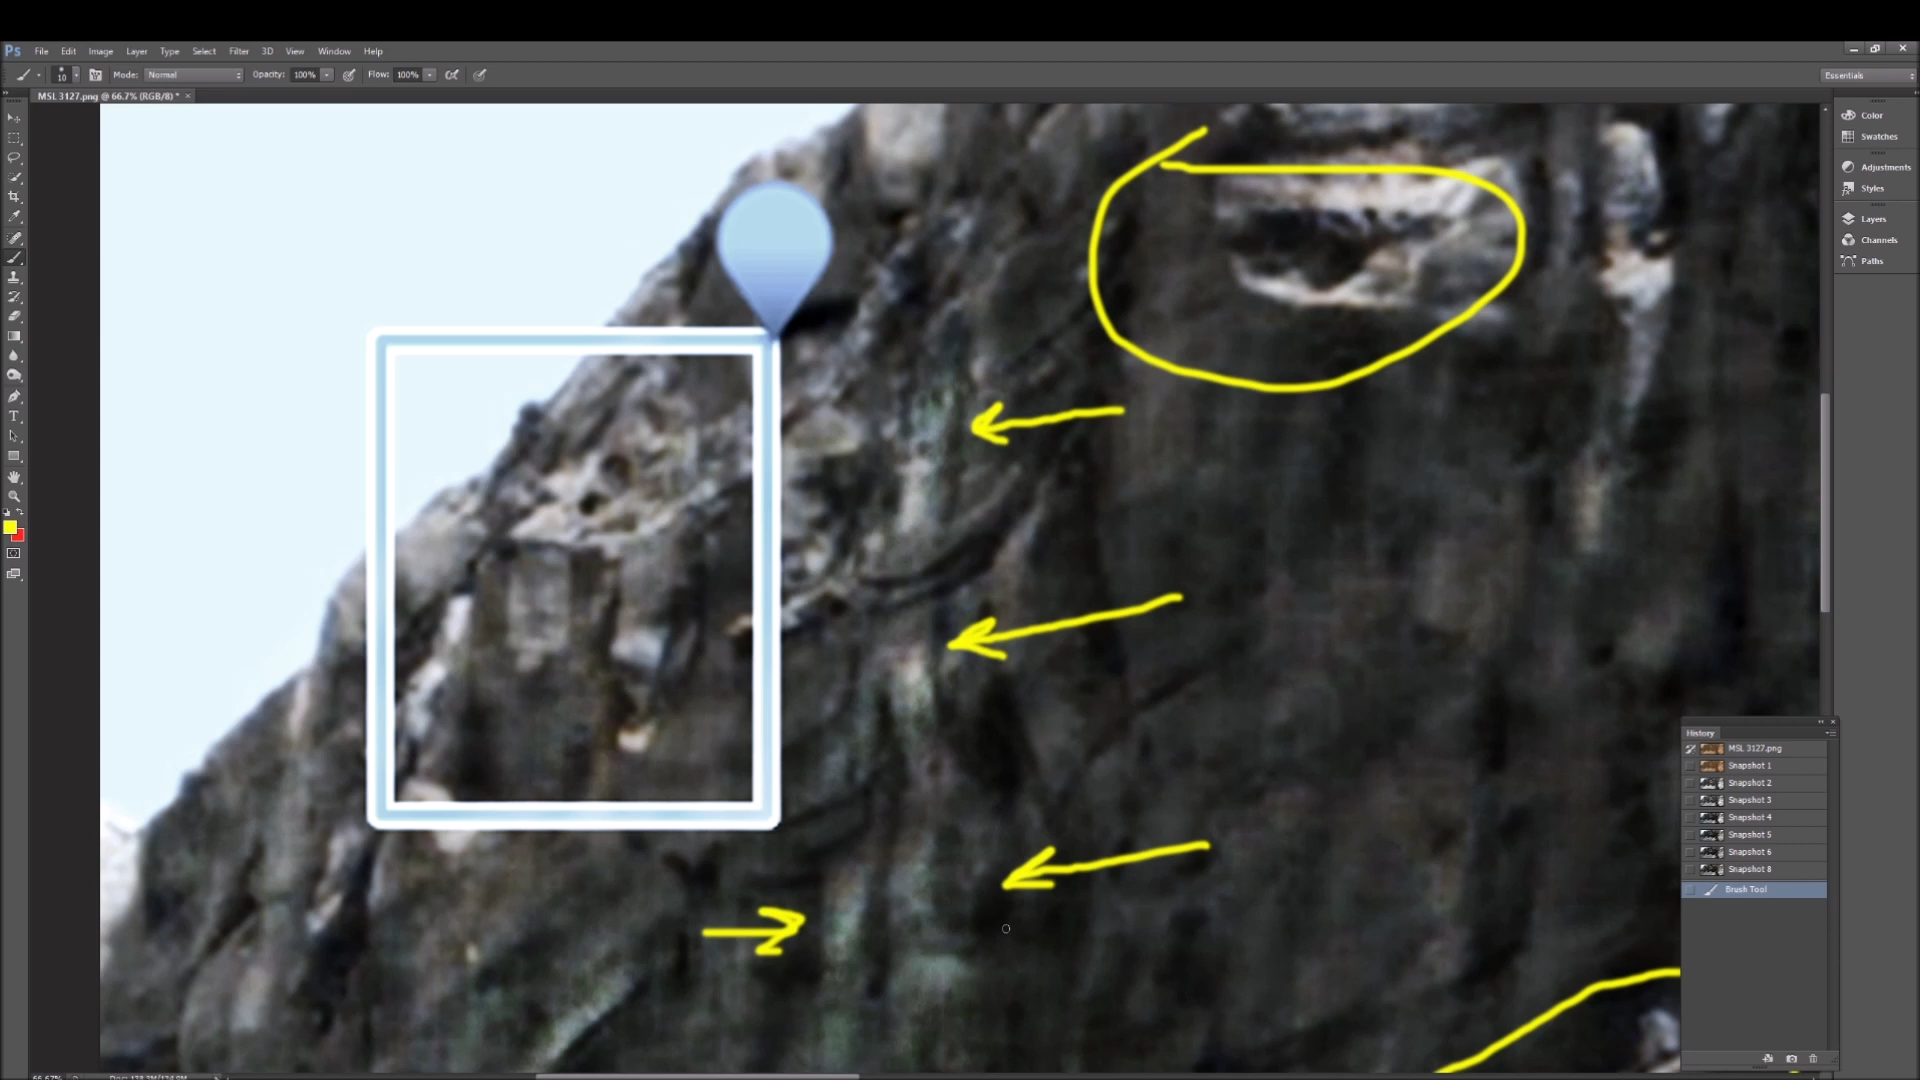 Ps File Edit Image Layer Type Select Filter 3D View Window Help
10 Mode: Normal Opacity: 100% Flow: 100% Essentials
MSL 3127.png @ 66.7% (RGB/8) * ×
Color
Swatches
Adjustments
Styles
Layers
Channels
Paths
T
History
MSL 3127.png
Snapshot 1
Snapshot 2
Snapshot 3
Snapshot 4
Snapshot 5
Snapshot 6
Snapshot 8
Brush Tool